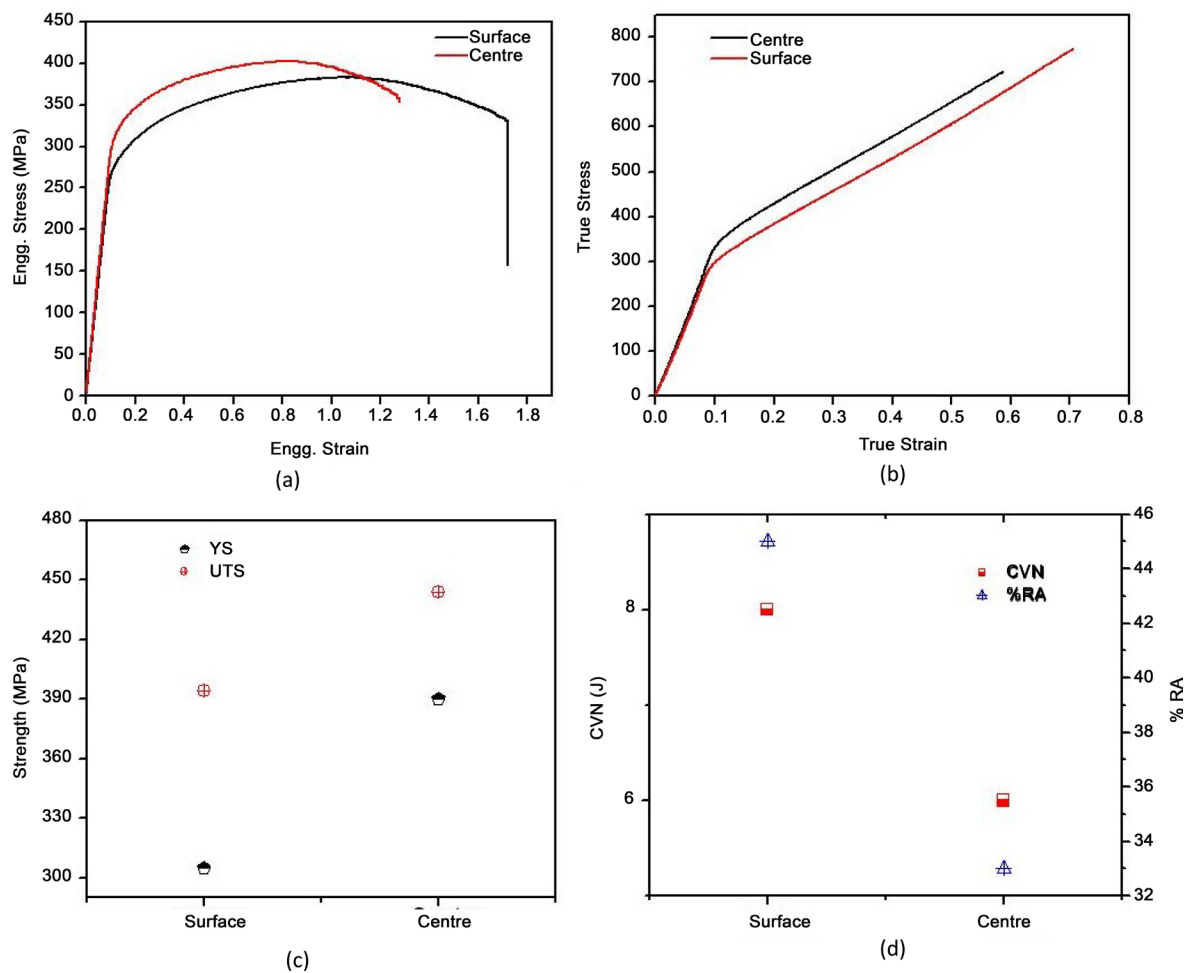 Surface
Centre
450
400
350
300
250
200
150
300
50
0
0.0 0.2 0.4 0.6 0.8 1.0 1.2 1.4 1.6 1.8
Engg. Stress (MPa)
Engg. Strain
(a)
Centre
Surface
800
700
600
500
400
300
200
100
0
0.0 0.1 0.2 0.3 0.4 0.5 0.6 0.7 0.8
True Stress
True Strain
(b)
YS
UTS
480
450
420
390
360
330
300
Strength (MPa)
Surface Centre
(c)
CVN
%RA
8
6
CVN (J)
46
44
42
40
38
36
34
32
% RA
Surface Centre
(d)